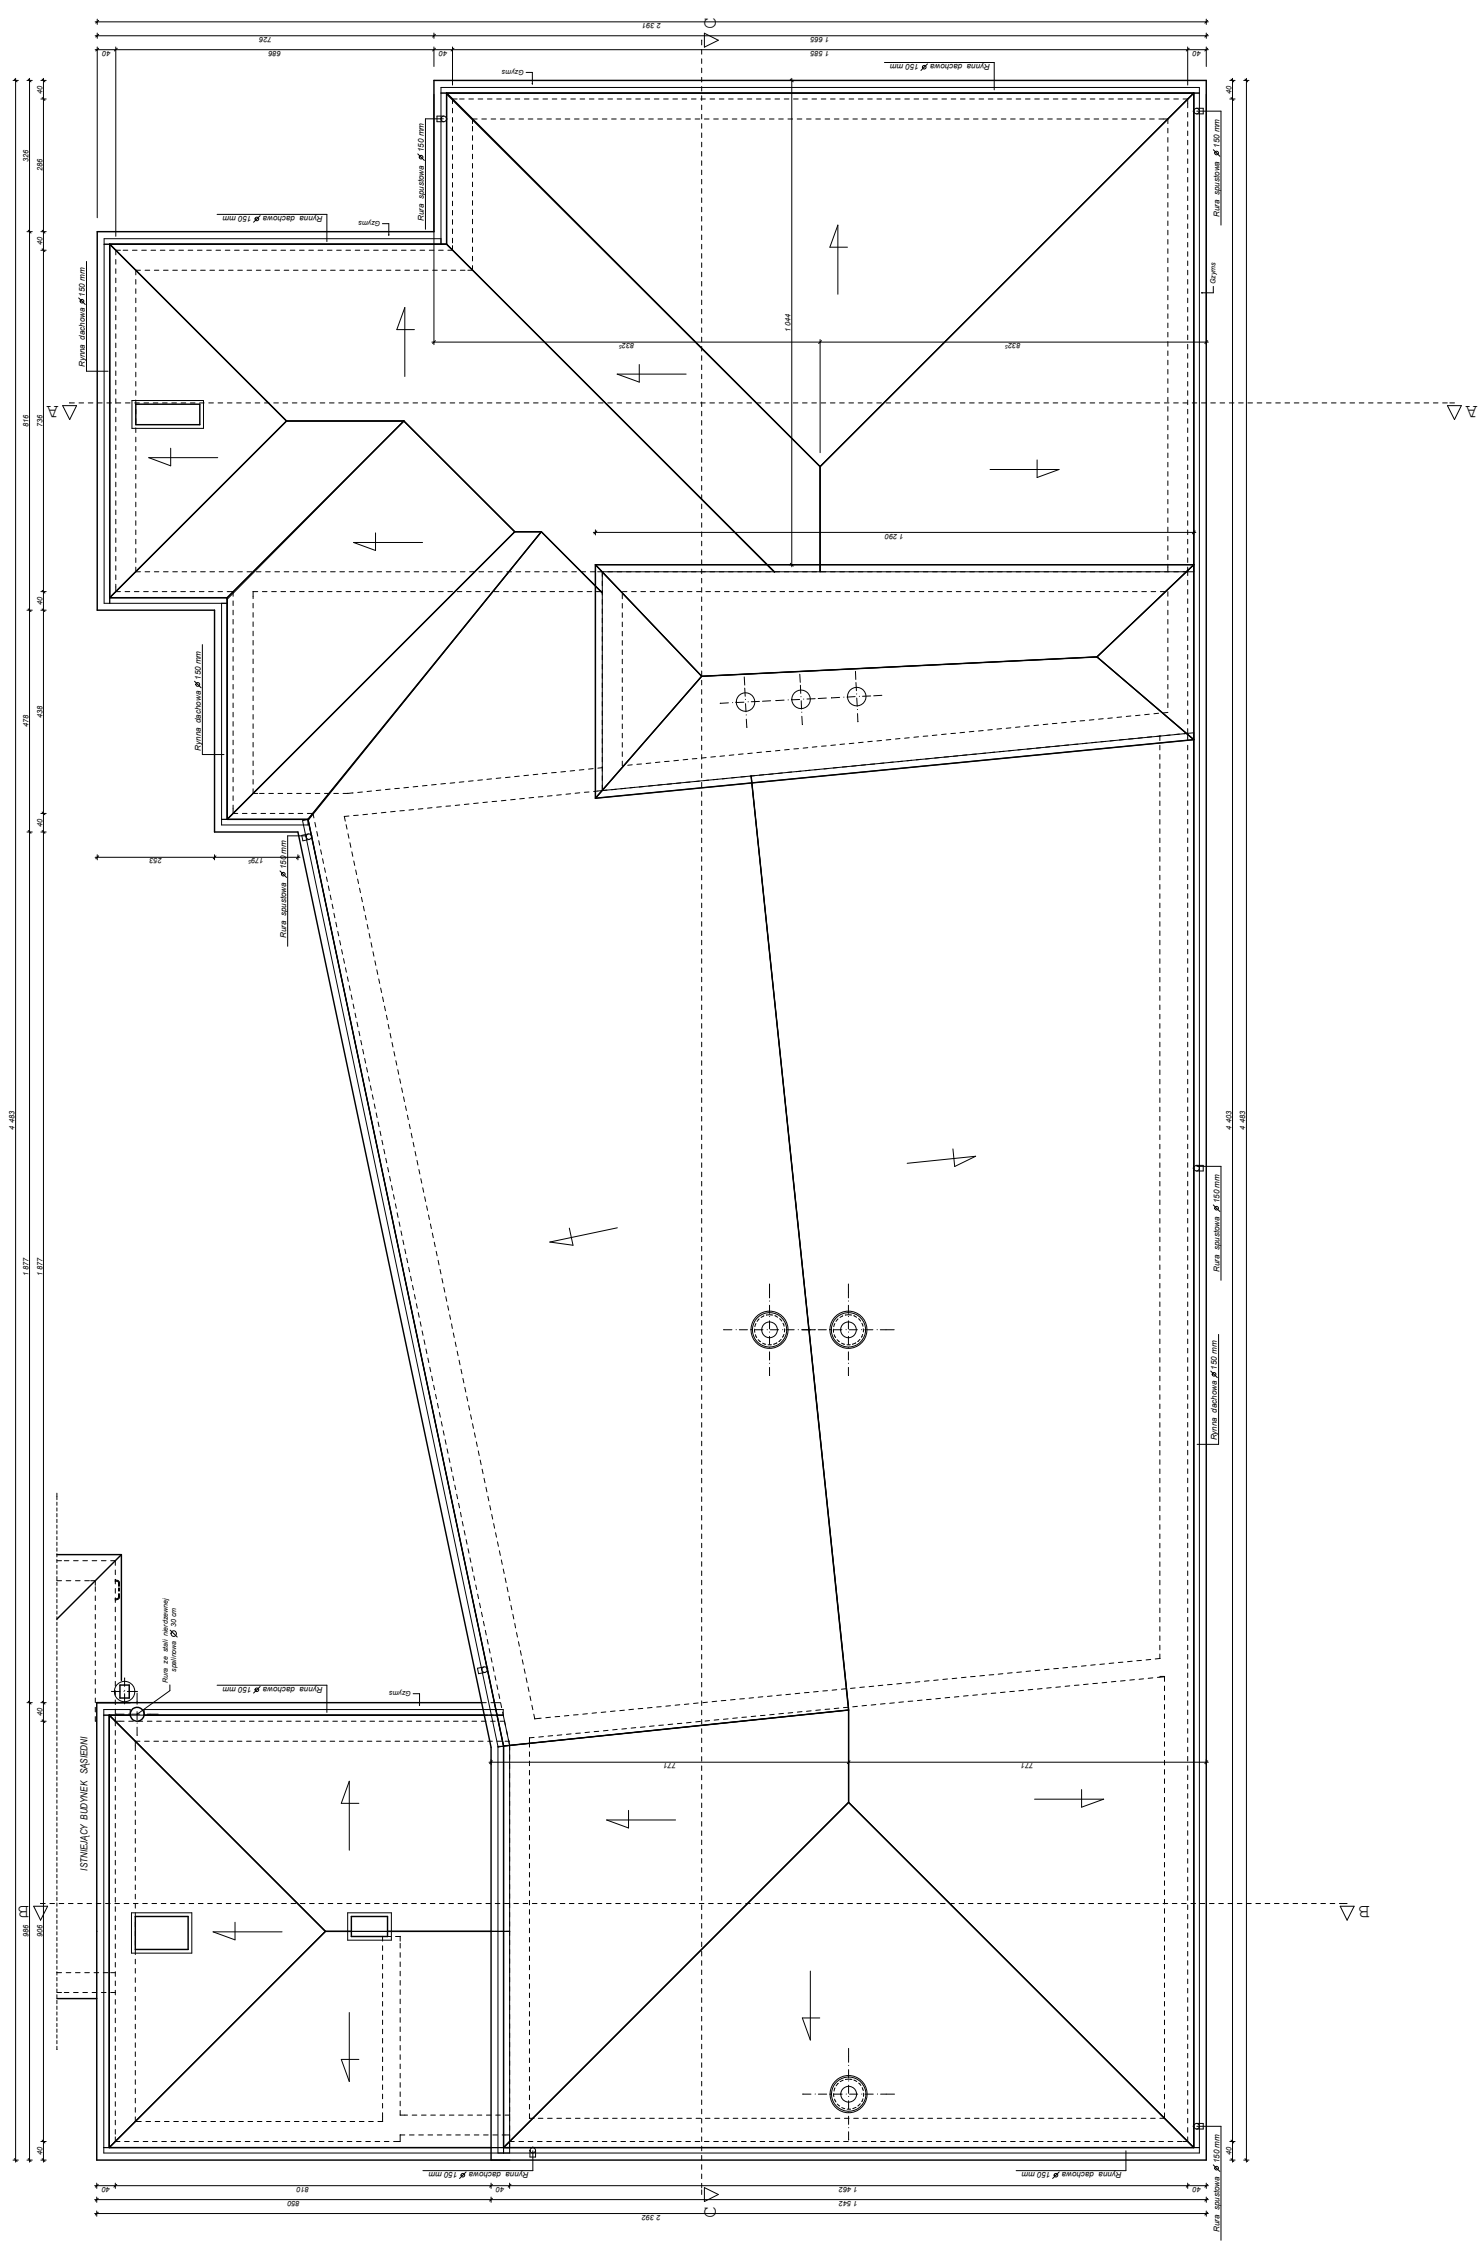 2 391
C
726
1 665
40
686
40
1 585
40
Gzyms
Rynna dachowa ø 150 mm
40
326
286
40
Rura spustowa ø 150 mm
Rura spustowa ø 150 mm
Rynna dachowa ø 150 mm
Gzyms
40
Gzyms
Rynna dachowa ø 150 mm
1 044
832⁵
832⁵
A
A
816
736
1 290
40
Rynna dachowa ø 150 mm
478
438
40
253
179⁵
Rura spustowa ø 150 mm
4 483
1 877
1 877
4 403
4 483
Rura spustowa ø 150 mm
Rynna dachowa ø 150 mm
Rura ze stali nierdzewnej
spalinowa Ø 30 cm
Rynna dachowa ø 150 mm
Gzyms
40
ISTNIEJĄCY BUDYNEK SĄSIEDNI
771
771
B
B
986
906
40
40
Rynna dachowa ø 150 mm
Rynna dachowa ø 150 mm
Rura spustowa ø 150 mm
40
810
40
1 462
40
850
1 542
C
2 392